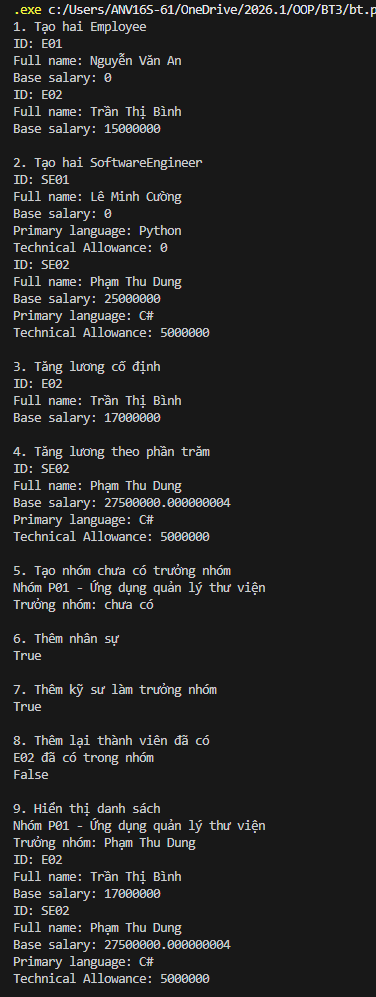 .exe c:/Users/ANV16S-61/OneDrive/2026.1/OOP/BT3/bt.p
1. Tạo hai Employee
ID: E01
Full name: Nguyễn Văn An
Base salary: 0
ID: E02
Full name: Trần Thị Bình
Base salary: 15000000

2. Tạo hai SoftwareEngineer
ID: SE01
Full name: Lê Minh Cường
Base salary: 0
Primary language: Python
Technical Allowance: 0
ID: SE02
Full name: Phạm Thu Dung
Base salary: 25000000
Primary language: C#
Technical Allowance: 5000000

3. Tăng lương cố định
ID: E02
Full name: Trần Thị Bình
Base salary: 17000000

4. Tăng lương theo phần trăm
ID: SE02
Full name: Phạm Thu Dung
Base salary: 27500000.000000004
Primary language: C#
Technical Allowance: 5000000

5. Tạo nhóm chưa có trưởng nhóm
Nhóm P01 - Ứng dụng quản lý thư viện
Trưởng nhóm: chưa có

6. Thêm nhân sự
True

7. Thêm kỹ sư làm trưởng nhóm
True

8. Thêm lại thành viên đã có
E02 đã có trong nhóm
False

9. Hiển thị danh sách
Nhóm P01 - Ứng dụng quản lý thư viện
Trưởng nhóm: Phạm Thu Dung
ID: E02
Full name: Trần Thị Bình
Base salary: 17000000
ID: SE02
Full name: Phạm Thu Dung
Base salary: 27500000.000000004
Primary language: C#
Technical Allowance: 5000000